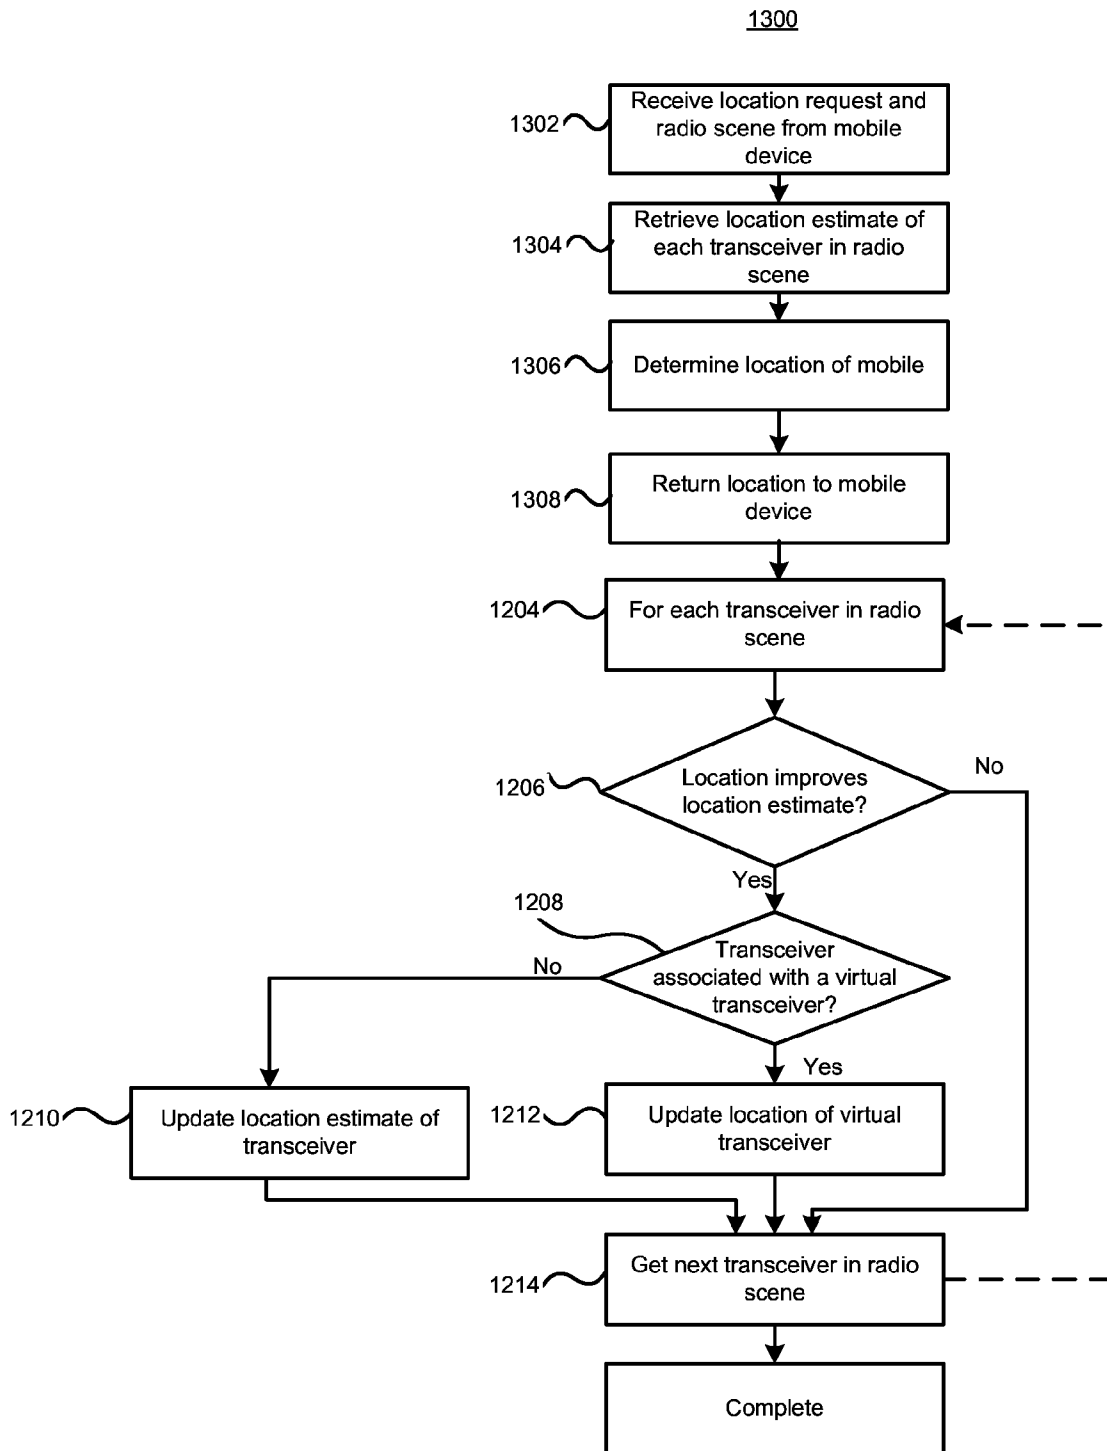 1300
1302
Receive location request and
radio scene from mobile
device
1304
Retrieve location estimate of
each transceiver in radio
scene
1306
Determine location of mobile
1308
Return location to mobile
device
1204
For each transceiver in radio
scene
1206
Location improves
location estimate?
No
Yes
1208
Transceiver
associated with a virtual
transceiver?
No
Yes
1210
Update location estimate of
transceiver
1212
Update location of virtual
transceiver
1214
Get next transceiver in radio
scene
Complete